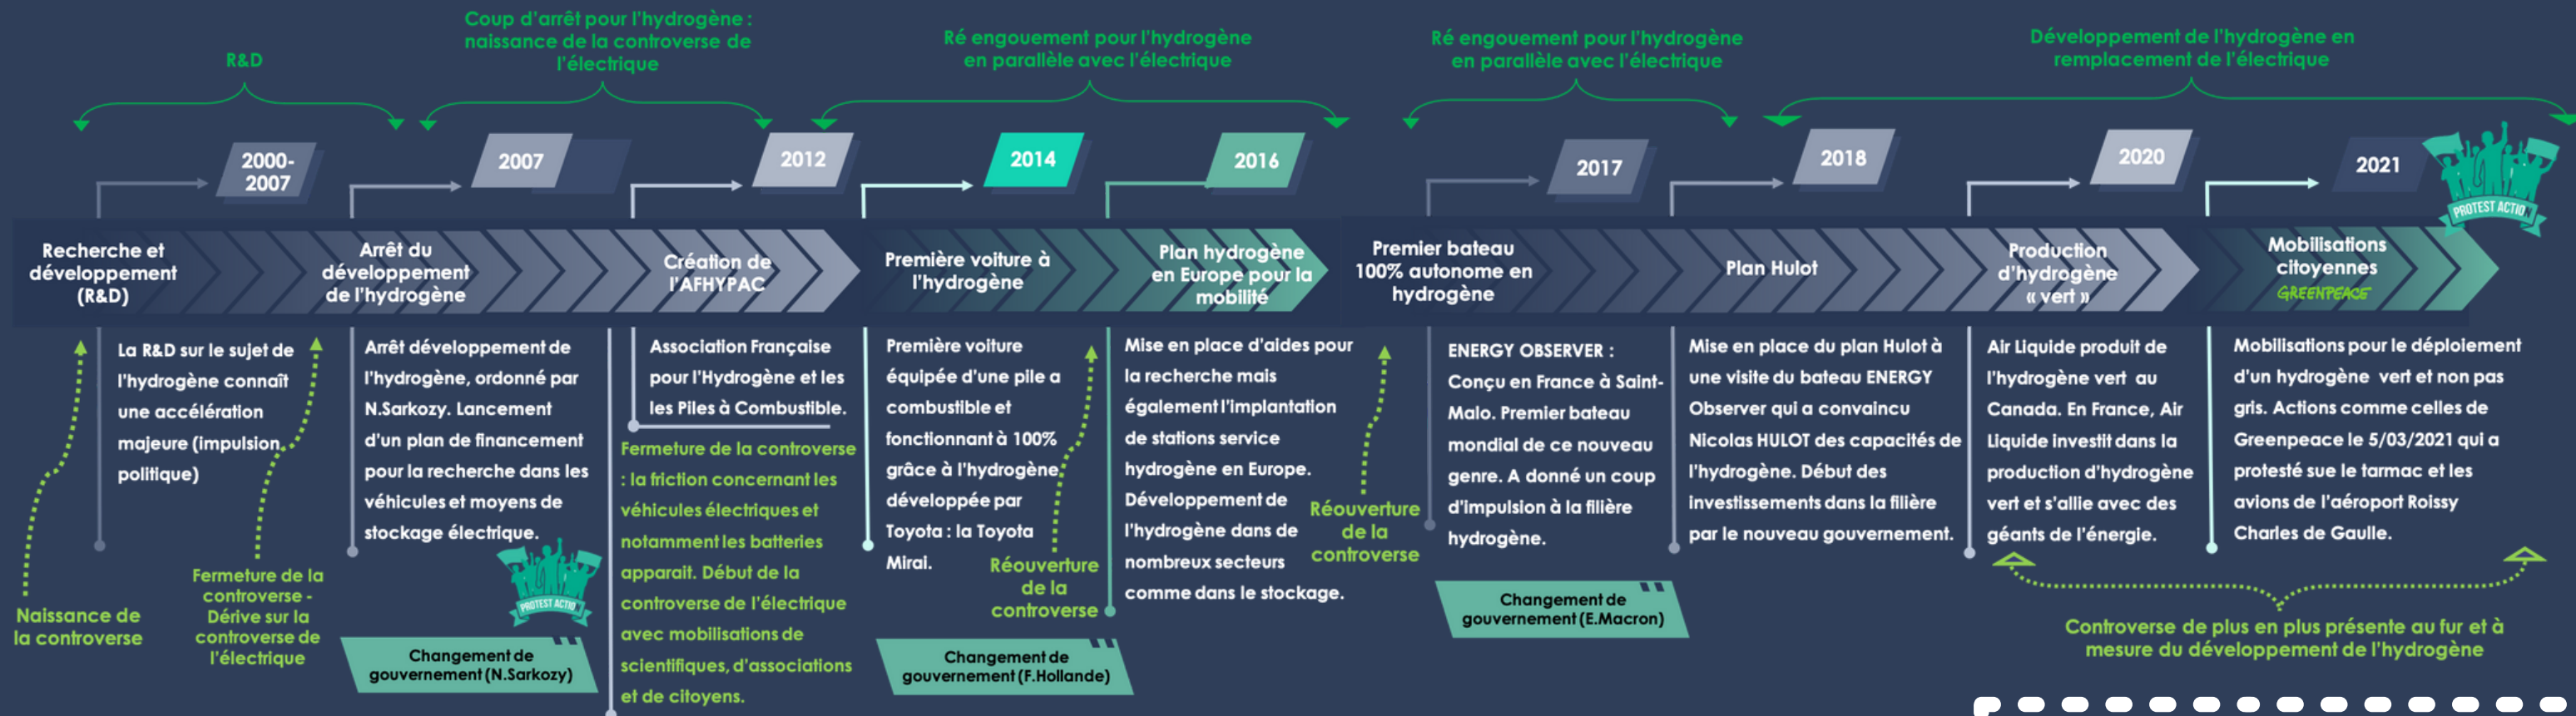 R&D
Coup d'arrêt pour l'hydrogène :
naissance de la controverse de
l'électrique
Ré engouement pour l'hydrogène
en parallèle avec l'électrique
Ré engouement pour l'hydrogène
en parallèle avec l'électrique
Développement de l'hydrogène en
remplacement de l'électrique
2000-
2007
2007
2012
2014
2016
2017
2018
2020
2021
PROTEST ACTION
Recherche et
développement
(R&D)
Arrêt du
développement
de l'hydrogène
Création de
l'AFHYPAC
Première voiture à
l'hydrogène
Plan hydrogène
en Europe pour la
mobilité
Premier bateau
100% autonome en
hydrogène
Plan Hulot
Production
d'hydrogène
« vert »
Mobilisations
citoyennes
GREENPEACE
La R&D sur le sujet de
l'hydrogène connaît
une accélération
majeure (impulsion
politique)
Naissance de
la controverse
Fermeture de la
controverse -
Dérive sur la
controverse de
l'électrique
Arrêt développement de
l'hydrogène, ordonné par
N.Sarkozy. Lancement
d'un plan de financement
pour la recherche dans les
véhicules et moyens de
stockage électrique.
PROTEST ACTION
Changement de
gouvernement (N.Sarkozy)
Association Française
pour l'Hydrogène et les
les Piles à Combustible.
Fermeture de la controverse
: la friction concernant les
véhicules électriques et
notamment les batteries
apparait. Début de la
controverse de l'électrique
avec mobilisations de
scientifiques, d'associations
et de citoyens.
Première voiture
équipée d'une pile a
combustible et
fonctionnant à 100%
grâce à l'hydrogène
développée par
Toyota : la Toyota
Mirai.
Réouverture
de la
controverse
Changement de
gouvernement (F.Hollande)
Mise en place d'aides pour
la recherche mais
également l'implantation
de stations service
hydrogène en Europe.
Développement de
l'hydrogène dans de
nombreux secteurs
comme dans le stockage.
Réouverture
de la
controverse
ENERGY OBSERVER :
Conçu en France à Saint-
Malo. Premier bateau
mondial de ce nouveau
genre. A donné un coup
d'impulsion à la filière
hydrogène.
Changement de
gouvernement (E.Macron)
Mise en place du plan Hulot à
une visite du bateau ENERGY
Observer qui a convaincu
Nicolas HULOT des capacités de
l'hydrogène. Début des
investissements dans la filière
par le nouveau gouvernement.
Air Liquide produit de
l'hydrogène vert au
Canada. En France, Air
Liquide investit dans la
production d'hydrogène
vert et s'allie avec des
géants de l'énergie.
Mobilisations pour le déploiement
d'un hydrogène vert et non pas
gris. Actions comme celles de
Greenpeace le 5/03/2021 qui a
protesté sue le tarmac et les
avions de l'aéroport Roissy
Charles de Gaulle.
Controverse de plus en plus présente au fur et à
mesure du développement de l'hydrogène